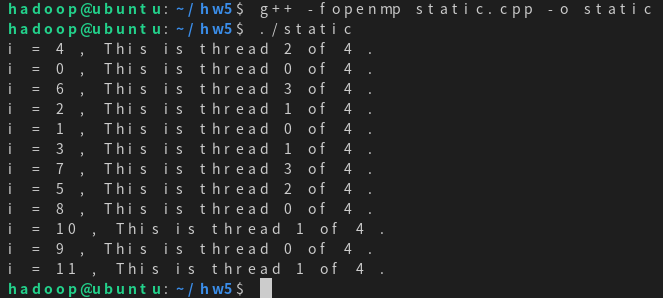 hadoop@ubuntu:~/hw5$ g++ -fopenmp static.cpp -o static
hadoop@ubuntu:~/hw5$ ./static
i = 4 , This is thread 2 of 4 .
i = 0 , This is thread 0 of 4 .
i = 6 , This is thread 3 of 4 .
i = 2 , This is thread 1 of 4 .
i = 1 , This is thread 0 of 4 .
i = 3 , This is thread 1 of 4 .
i = 7 , This is thread 3 of 4 .
i = 5 , This is thread 2 of 4 .
i = 8 , This is thread 0 of 4 .
i = 10 , This is thread 1 of 4 .
i = 9 , This is thread 0 of 4 .
i = 11 , This is thread 1 of 4 .
hadoop@ubuntu:~/hw5$